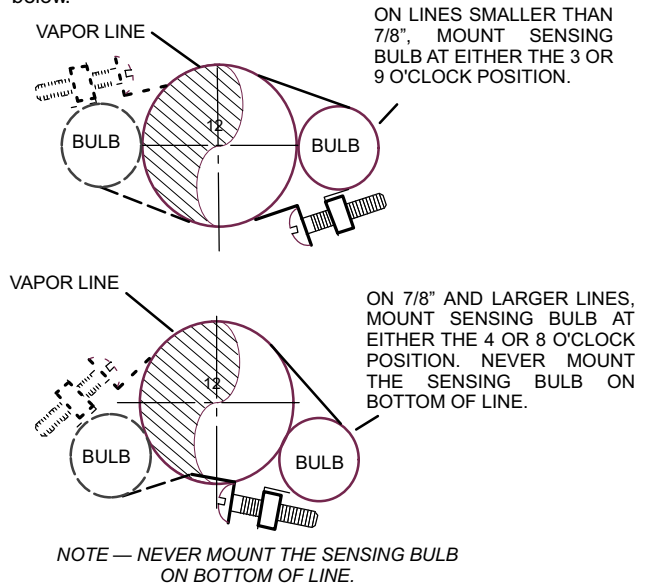 below.
VAPOR LINE
ON LINES SMALLER THAN
7/8”, MOUNT SENSING
BULB AT EITHER THE 3 OR
9 O'CLOCK POSITION.
12
BULB
BULB
VAPOR LINE
ON 7/8” AND LARGER LINES,
MOUNT SENSING BULB AT
EITHER THE 4 OR 8 O'CLOCK
POSITION. NEVER MOUNT
THE SENSING BULB ON
BOTTOM OF LINE.
12
BULB
BULB
NOTE — NEVER MOUNT THE SENSING BULB
ON BOTTOM OF LINE.